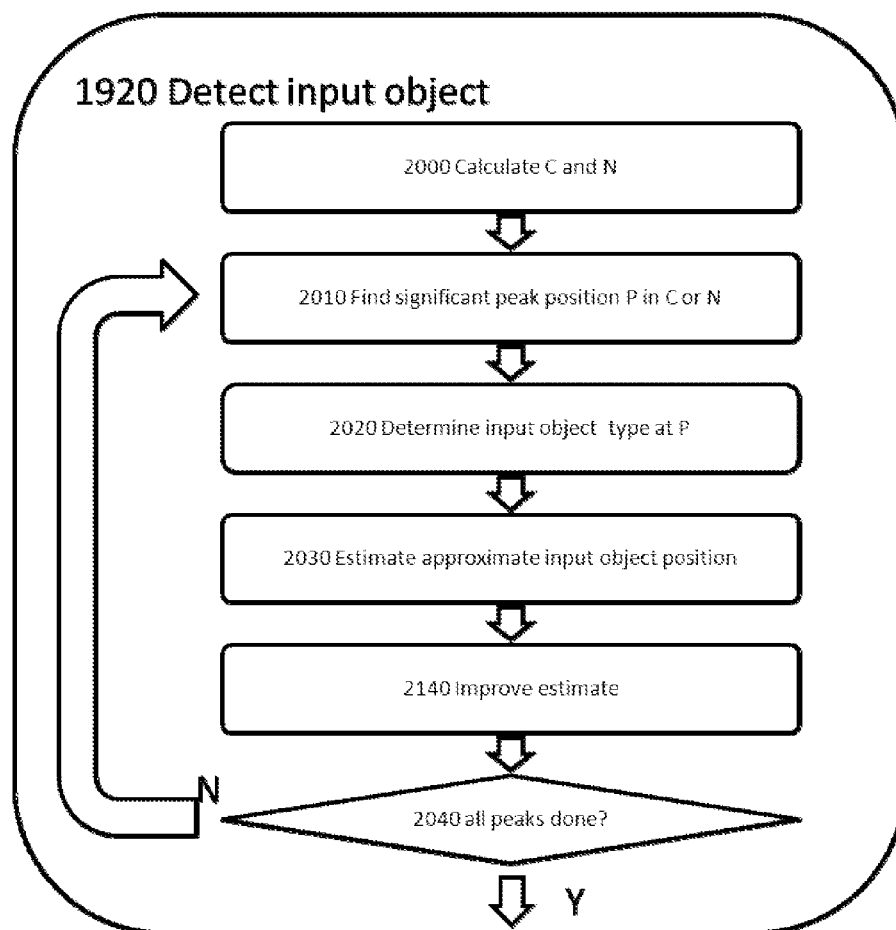 1920 Detect input object
2000 Calculate C and N
2010 Find significant peak position P in C or N
2020 Determine input object type at P
2030 Estimate approximate input object position
2140 Improve estimate
N
2040 all peaks done?
Y